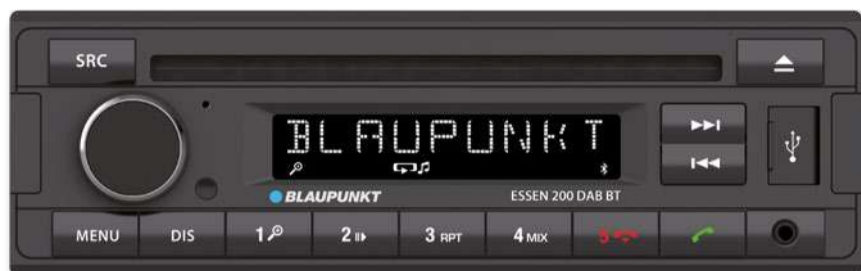 SRC
BLAUPUNKT
BLAUPUNKT ESSEN 200 DAB BT
MENU DIS 1 2 3 RPT 4 MIX 5